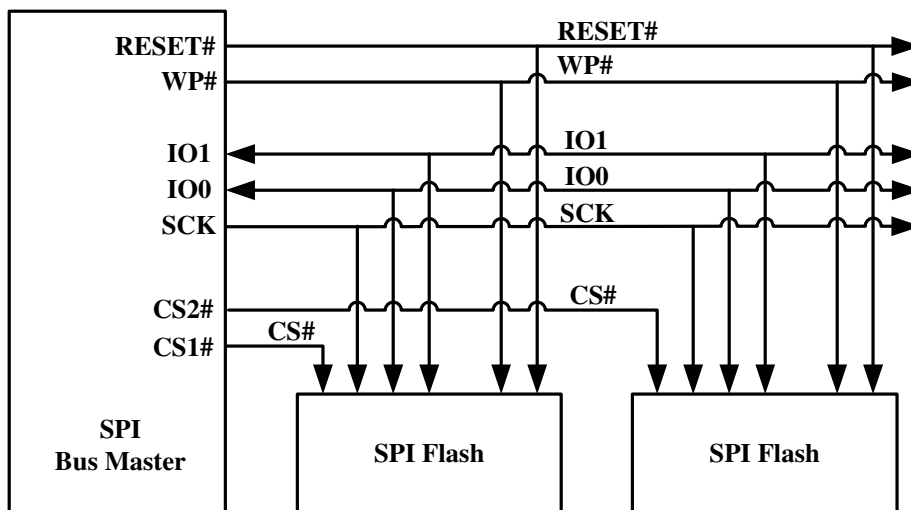 RESET# RESET#
WP# WP#
IO1 IO1
IO0 IO0
SCK SCK
CS2# CS#
CS1# CS#
SPI
Bus Master
SPI Flash SPI Flash